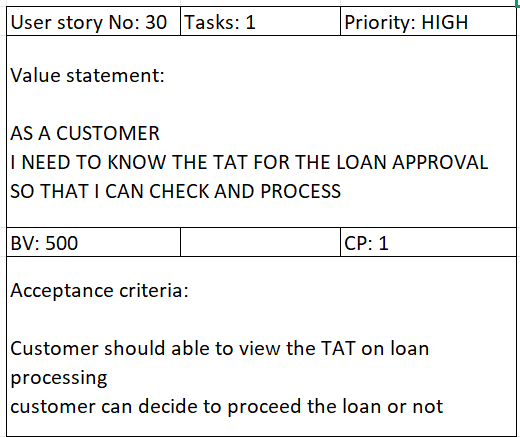 User story No: 30 Tasks: 1 Priority: HIGH
Value statement:
AS A CUSTOMER
I NEED TO KNOW THE TAT FOR THE LOAN APPROVAL
SO THAT I CAN CHECK AND PROCESS
BV: 500 CP: 1
Acceptance criteria:
Customer should able to view the TAT on loan
processing
customer can decide to proceed the loan or not